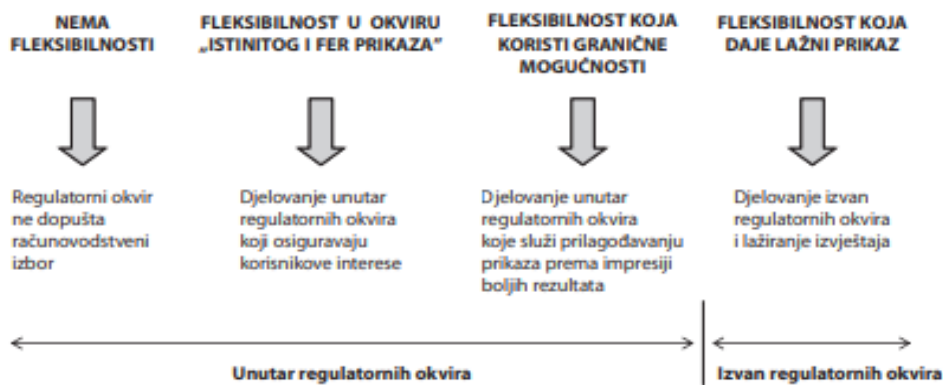 NEMA
FLEKSIBILNOSTI
FLEKSIBILNOST U OKVIRU
„ISTINITOG I FER PRIKAZA”
FLEKSIBILNOST KOJA
KORISTI GRANIČNE
MOGUĆNOSTI
FLEKSIBILNOST KOJA
DAJE LAŽNI PRIKAZ
Regulatorni okvir
ne dopušta
računovodstveni
izbor
Djelovanje unutar
regulatornih okvira
koji osiguravaju
korisnikove interese
Djelovanje unutar
regulatornih okvira
koje služi prilagođavanju
prikaza prema impresiji
boljih rezultata
Djelovanje izvan
regulatornih okvira
i lažiranje izvještaja
Unutar regulatornih okvira
Izvan regulatornih okvira